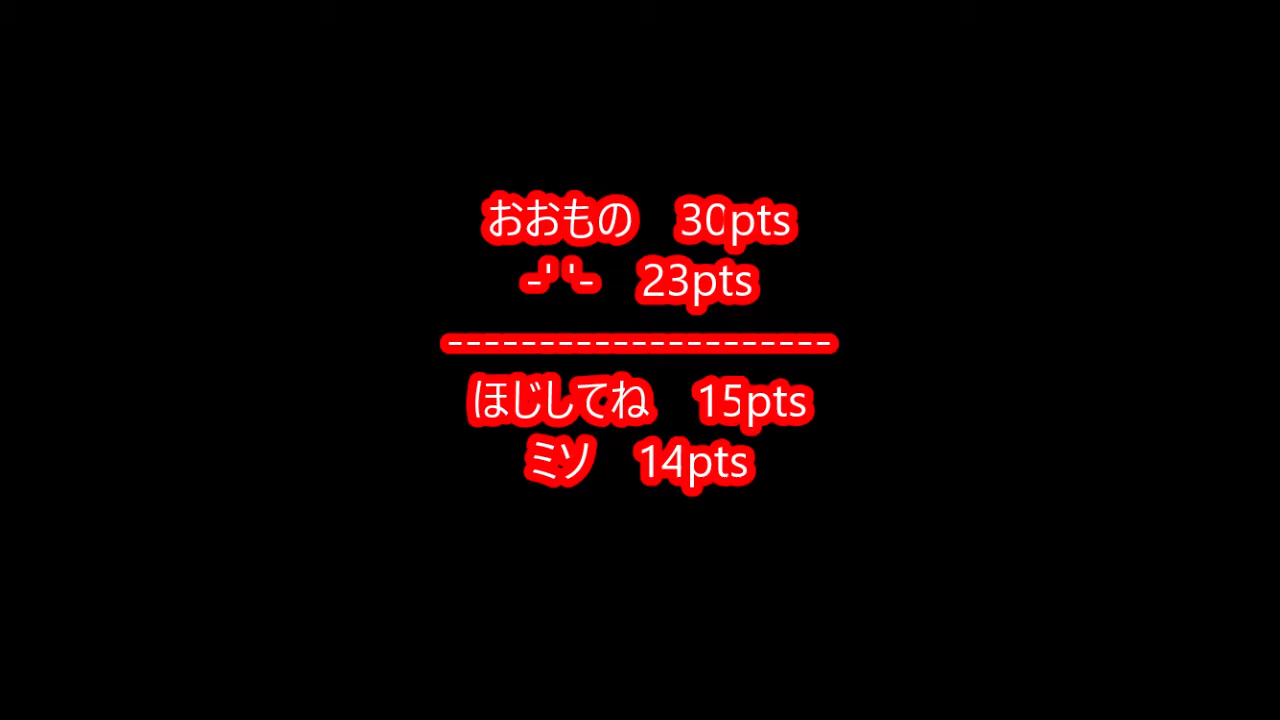 おおもの　30pts
-' '-　23pts
---------------------
ほじしてね　15pts
ミソ　14pts